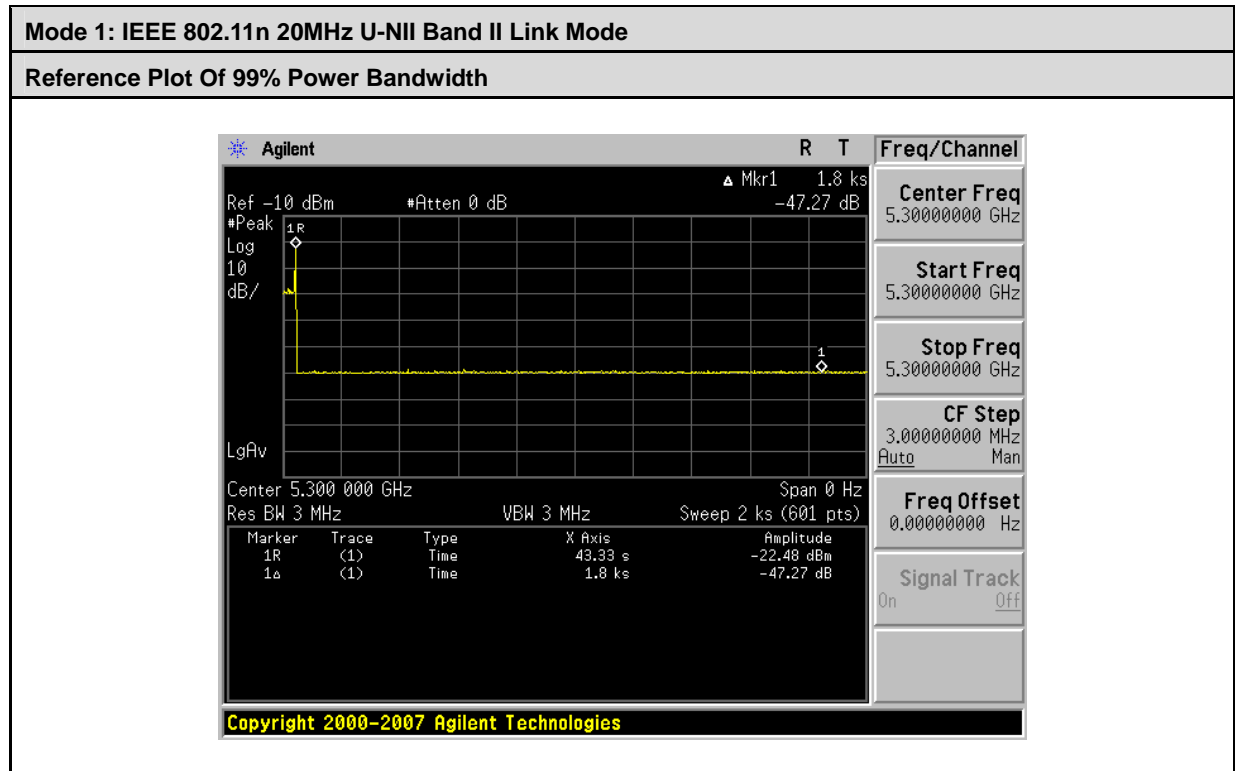 Mode 1: IEEE 802.11n 20MHz U-NII Band II Link Mode
Reference Plot Of 99% Power Bandwidth
Agilent R T
Δ Mkr1 1.8 ks
Ref -10 dBm #Atten 0 dB -47.27 dB
#Peak
Log
10
dB/
1R
1
LgAv
Center 5.300 000 GHz Span 0 Hz
Res BW 3 MHz VBW 3 MHz Sweep 2 ks (601 pts)
Marker Trace Type X Axis Amplitude
1R (1) Time 43.33 s -22.48 dBm
1Δ (1) Time 1.8 ks -47.27 dB
Copyright 2000-2007 Agilent Technologies
Freq/Channel
Center Freq
5.30000000 GHz
Start Freq
5.30000000 GHz
Stop Freq
5.30000000 GHz
CF Step
3.00000000 MHz
Auto Man
Freq Offset
0.00000000 Hz
Signal Track
On Off